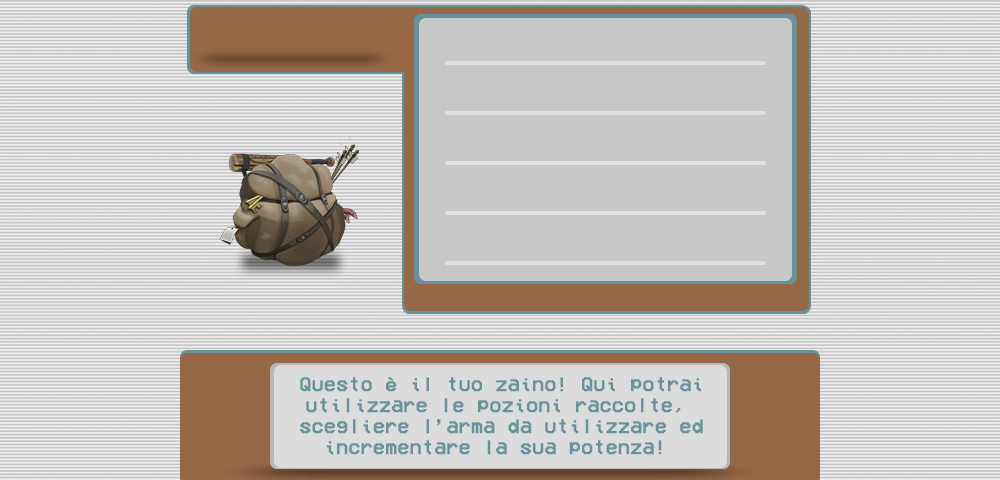 Questo è il tuo zaino! Qui potrai
utilizzare le pozioni raccolte,
scegliere l'arma da utilizzare ed
incrementare la sua potenza!